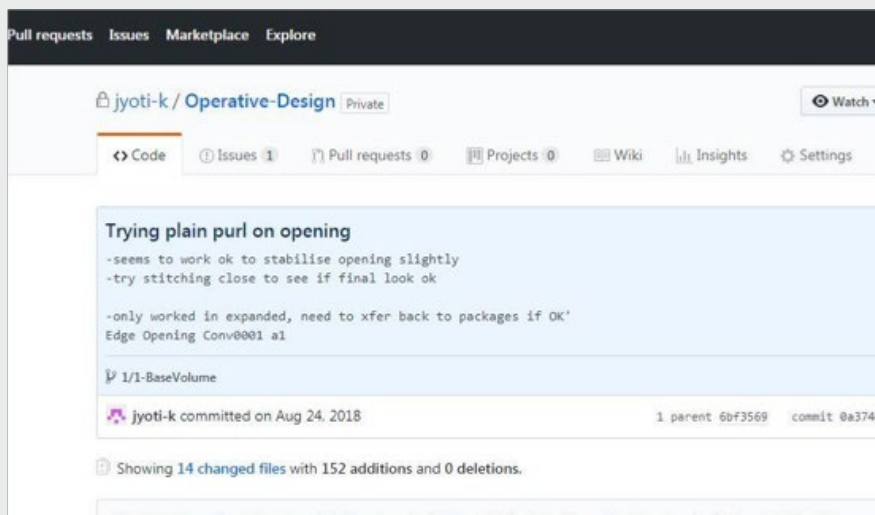 Pull requests Issues Marketplace Explore
jyoti-k / Operative-Design Private
Watch
Code Issues 1 Pull requests 0 Projects 0 Wiki Insights Settings
Trying plain purl on opening
-seems to work ok to stabilise opening slightly
-try stitching close to see if final look ok
-only worked in expanded, need to xfer back to packages if OK'
Edge Opening Conv0001 a1
1/1-BaseVolume
jyoti-k committed on Aug 24, 2018 1 parent 6bf3569 commit 0a374
Showing 14 changed files with 152 additions and 0 deletions.